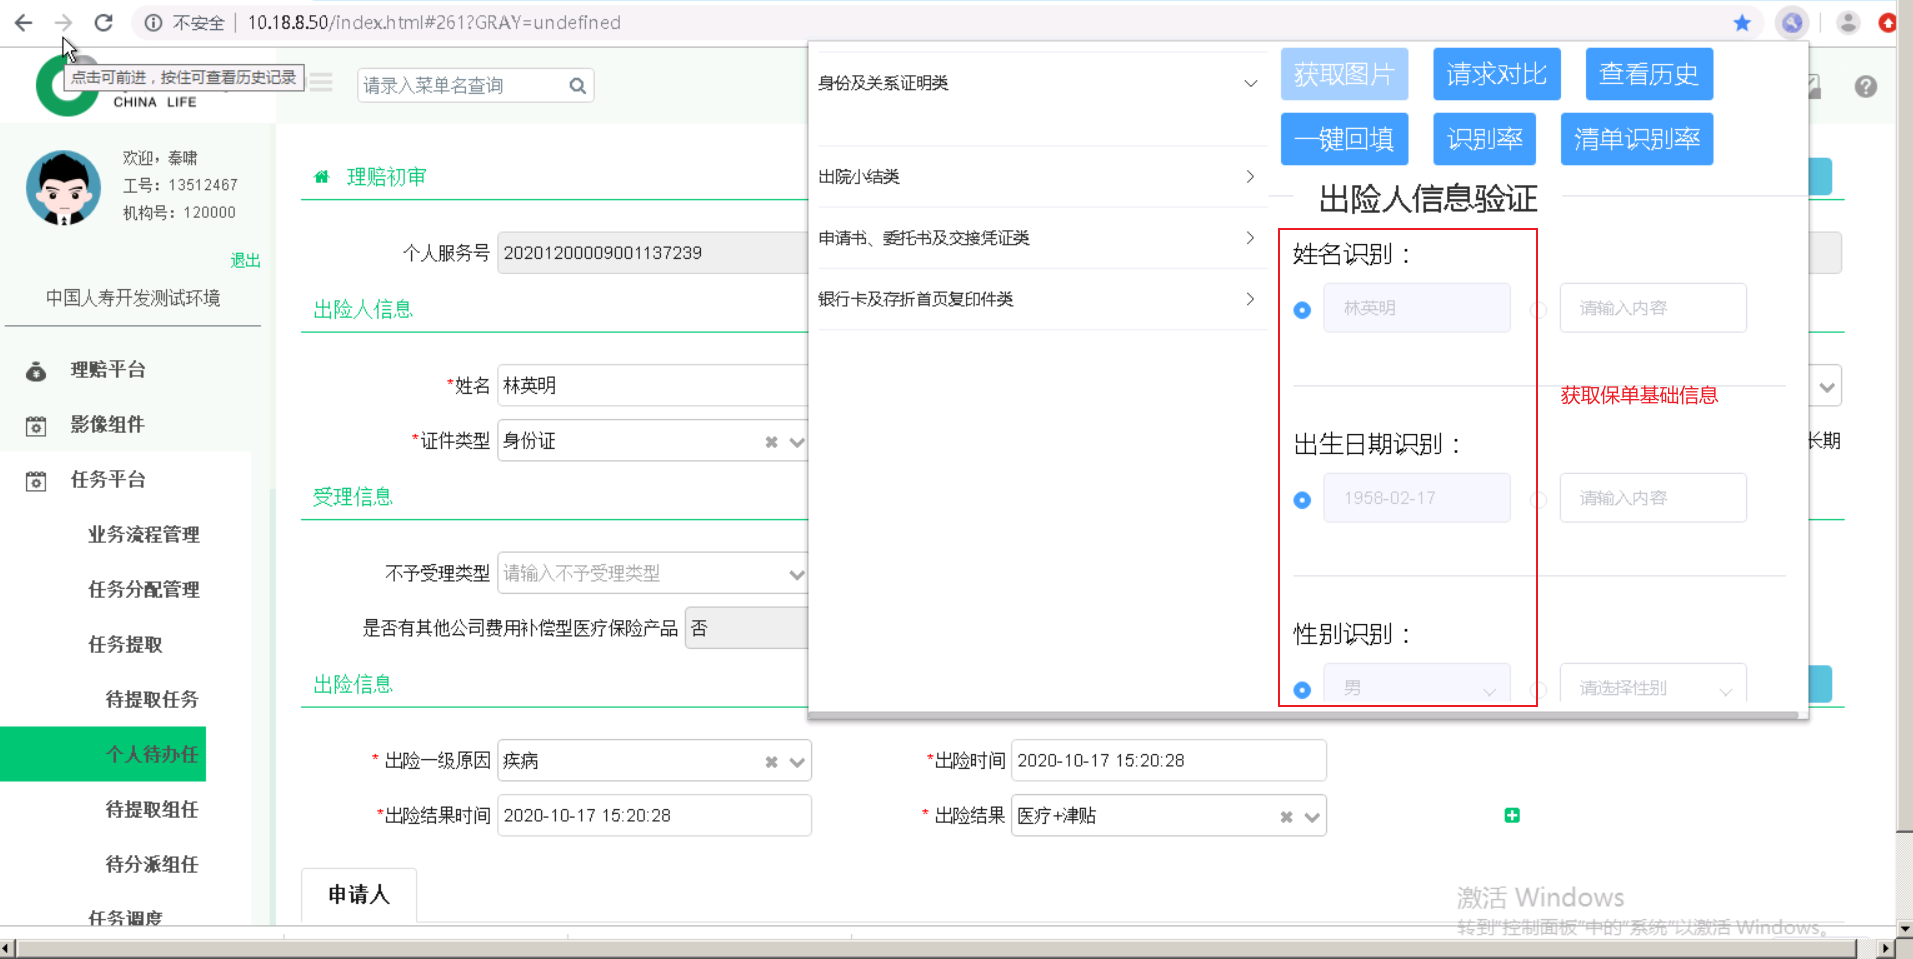 不安全 10.18.8.50/index.html#261?GRAY=undefined
点击可前进，按住可查看历史记录
CHINA LIFE
请录入菜单名查询
欢迎，秦啸
工号：13512467
机构号：120000
退出
中国人寿开发测试环境
理赔平台
影像组件
任务平台
业务流程管理
任务分配管理
任务提取
待提取任务
个人待办任
待提取组任
待分派组任
任务调度
理赔初审
个人服务号 20201200009001137239
出险人信息
*姓名 林英明
*证件类型 身份证
长期
受理信息
不予受理类型 请输入不予受理类型
是否有其他公司费用补偿型医疗保险产品 否
出险信息
* 出险一级原因 疾病
*出险时间 2020-10-17 15:20:28
*出险结果时间 2020-10-17 15:20:28
* 出险结果 医疗+津贴
申请人
身份及关系证明类
出院小结类
申请书、委托书及交接凭证类
银行卡及存折首页复印件类
获取图片 请求对比 查看历史
一键回填 识别率 清单识别率
出险人信息验证
姓名识别：
林英明 请输入内容
获取保单基础信息
出生日期识别：
1958-02-17 请输入内容
性别识别：
男 请选择性别
激活 Windows
转到"控制面板"中的"系统"以激活 Windows。